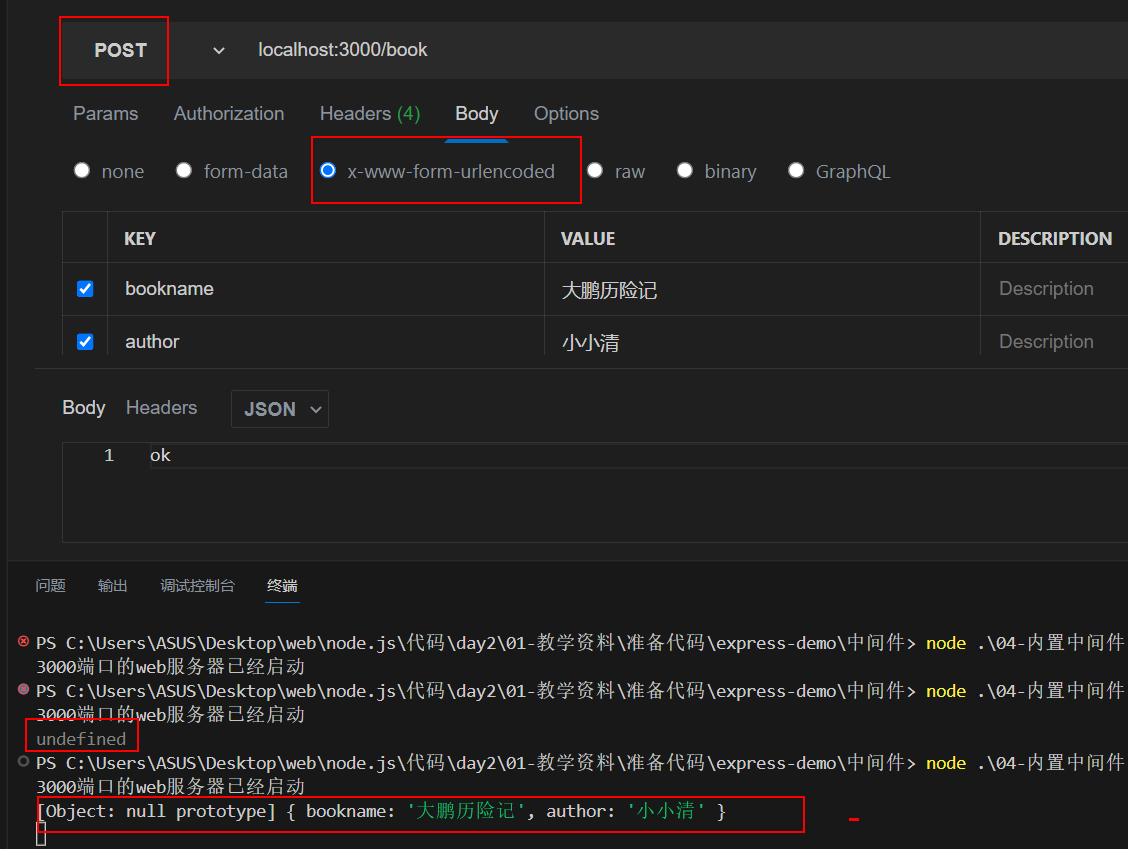 POST localhost:3000/book
Params Authorization Headers (4) Body Options
none form-data x-www-form-urlencoded raw binary GraphQL
KEY VALUE DESCRIPTION
bookname 大鹏历险记 Description
author 小小清 Description
Body Headers JSON
1 ok
问题 输出 调试控制台 终端
PS C:\Users\ASUS\Desktop\web\node.js\代码\day2\01-教学资料\准备代码\express-demo\中间件> node .\04-内置中间件
3000端口的web服务器已经启动
PS C:\Users\ASUS\Desktop\web\node.js\代码\day2\01-教学资料\准备代码\express-demo\中间件> node .\04-内置中间件
3000端口的web服务器已经启动
undefined
PS C:\Users\ASUS\Desktop\web\node.js\代码\day2\01-教学资料\准备代码\express-demo\中间件> node .\04-内置中间件
3000端口的web服务器已经启动
[Object: null prototype] { bookname: '大鹏历险记', author: '小小清' }